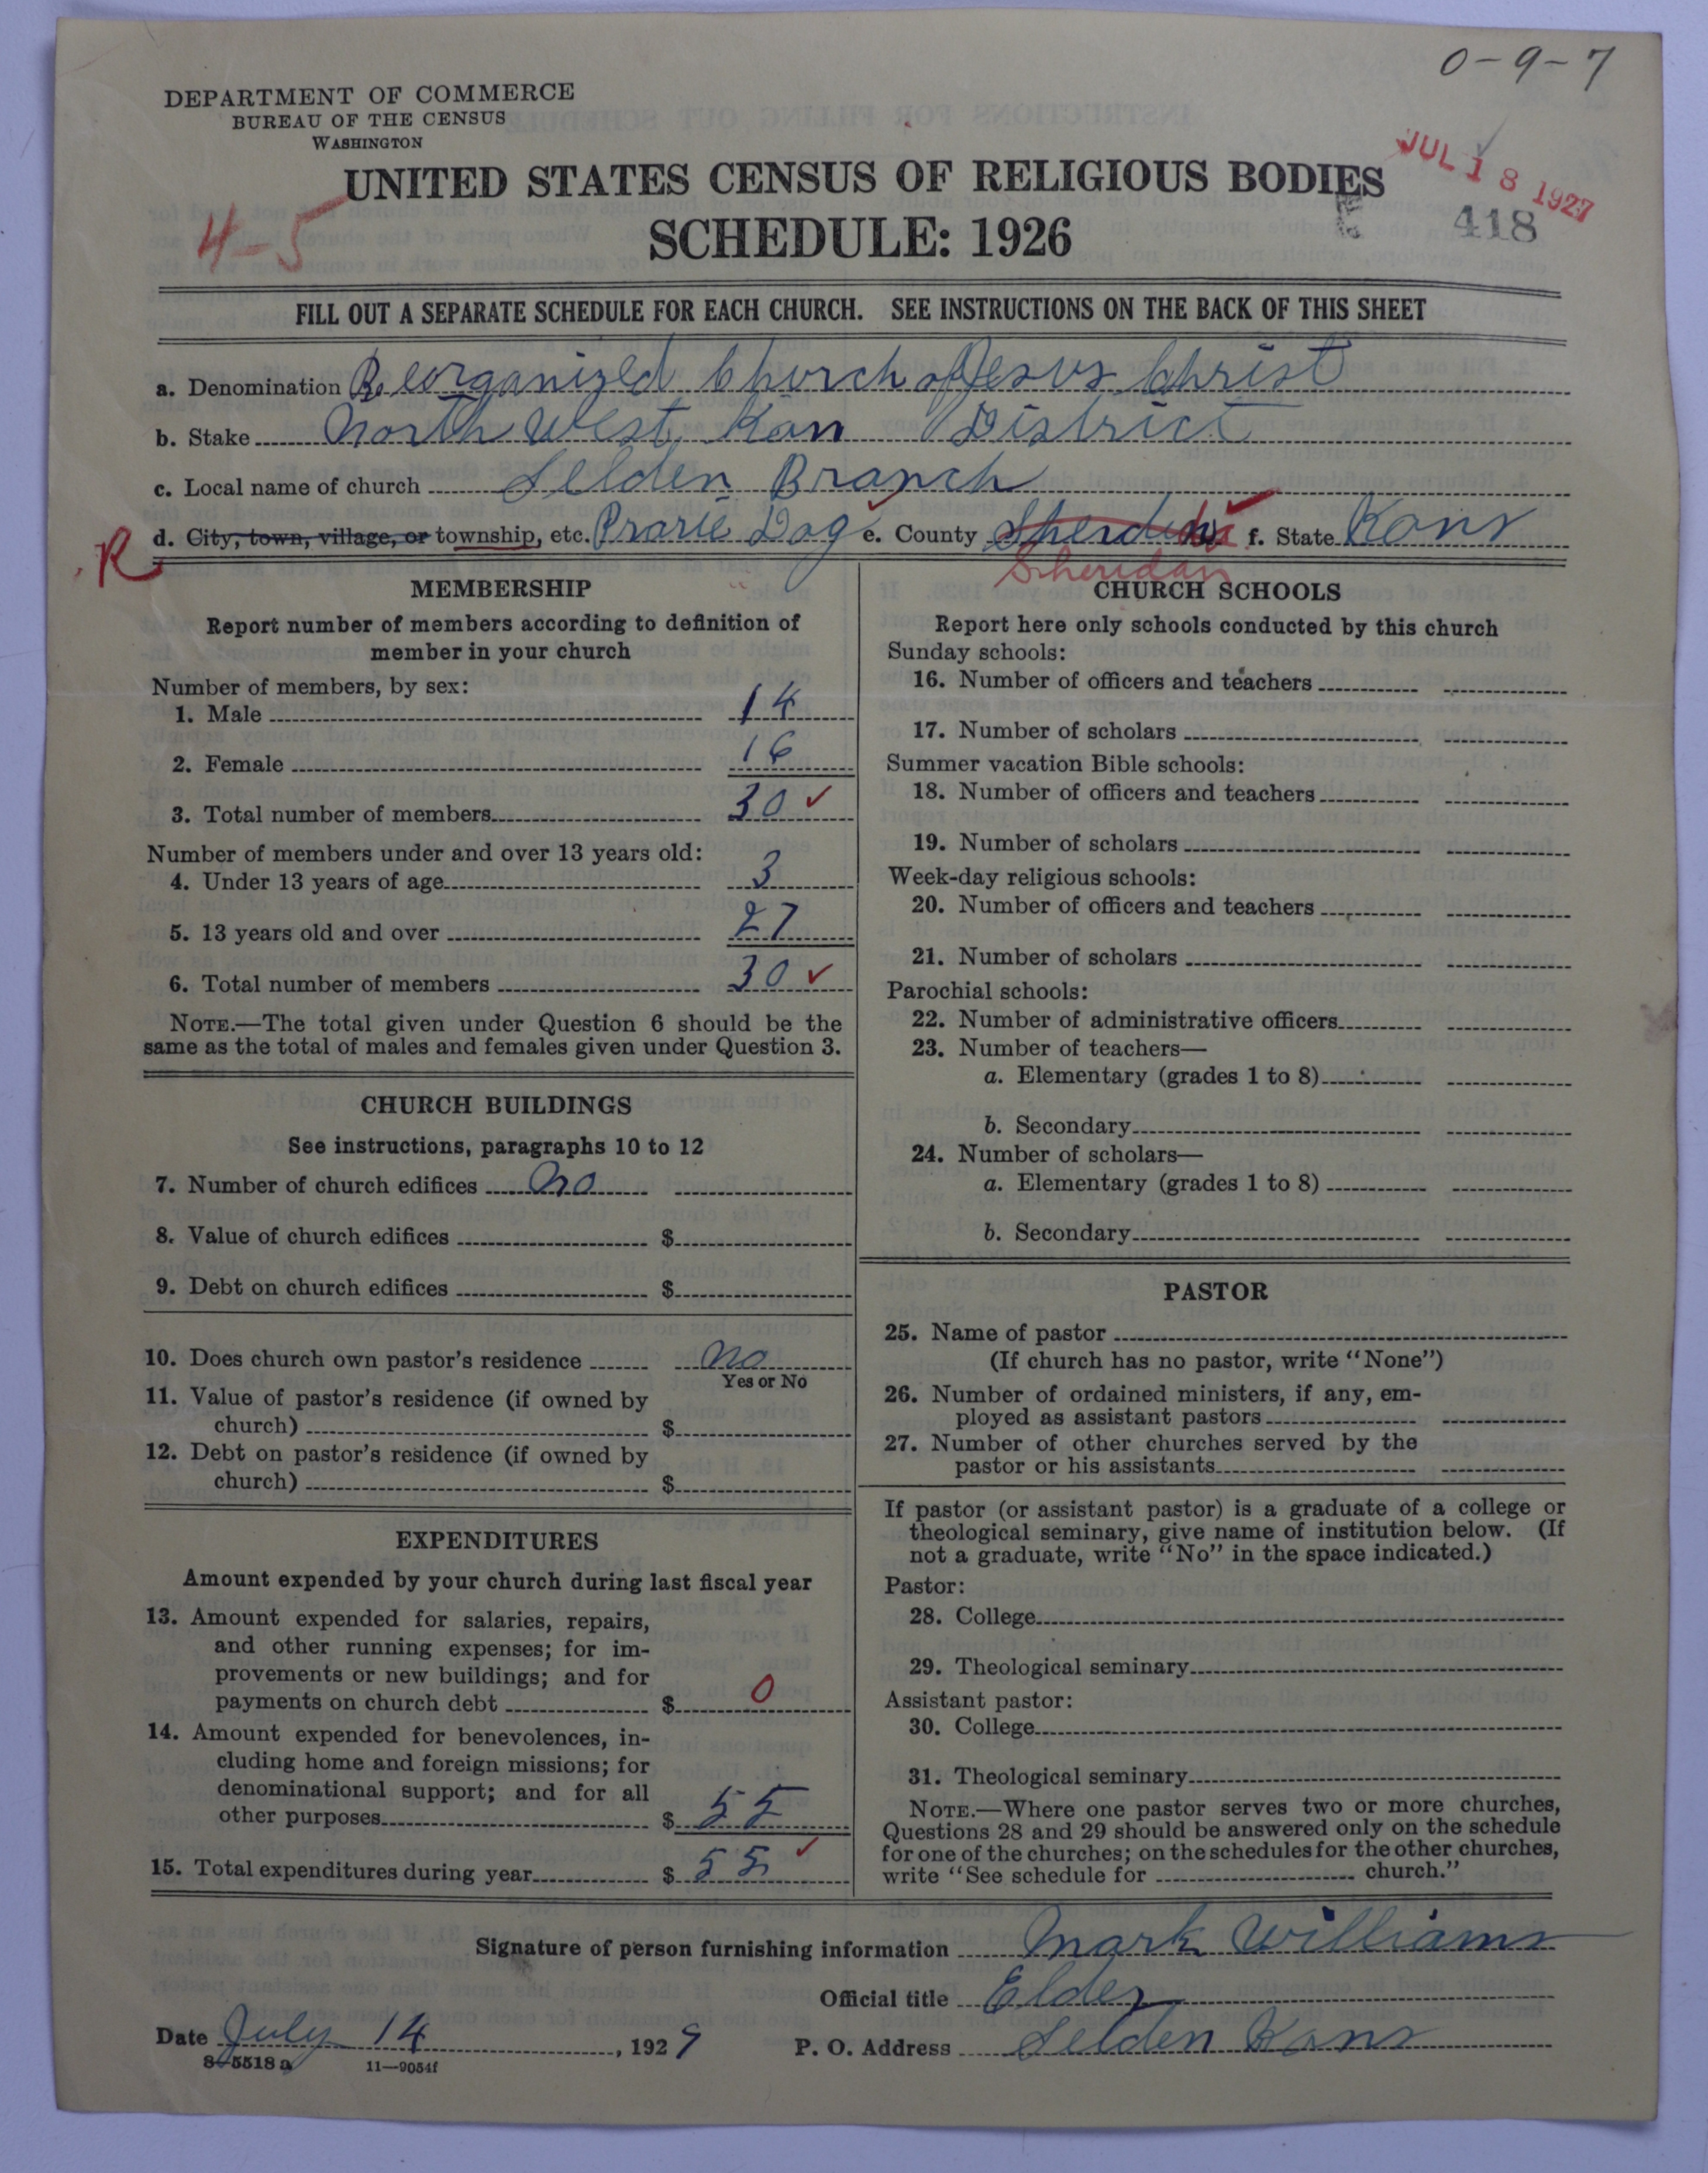 0-9-7
DEPARTMENT OF COMMERCE
BUREAU OF THE CENSUS
WASHINGTON
JUL 18 1927
UNITED STATES CENSUS OF RELIGIOUS BODIES
4-5
418
SCHEDULE: 1926
FILL OUT A SEPARATE SCHEDULE FOR EACH CHURCH. SEE INSTRUCTIONS ON THE BACK OF THIS SHEET
a. Denomination Reorganized Church of Jesus Christ
b. Stake North West Kan District
c. Local name of church Selden Branch
R d. City, town, village, or township, etc. Prarie Dog e. County f. State Kans
Sheridan
MEMBERSHIP
Report number of members according to definition of
member in your church
Number of members, by sex:
1. Male 14
2. Female 16
3. Total number of members 30 ✓
Number of members under and over 13 years old:
4. Under 13 years of age 3
5. 13 years old and over 27
6. Total number of members 30 ✓
NOTE.—The total given under Question 6 should be the
same as the total of males and females given under Question 3.
CHURCH BUILDINGS
See instructions, paragraphs 10 to 12
7. Number of church edifices no
8. Value of church edifices $
9. Debt on church edifices $
10. Does church own pastor's residence no
Yes or No
11. Value of pastor's residence (if owned by
church) $
12. Debt on pastor's residence (if owned by
church) $
EXPENDITURES
Amount expended by your church during last fiscal year
13. Amount expended for salaries, repairs,
and other running expenses; for im-
provements or new buildings; and for
payments on church debt $ 0
14. Amount expended for benevolences, in-
cluding home and foreign missions; for
denominational support; and for all
other purposes $ 55
15. Total expenditures during year $ 55 ✓
CHURCH SCHOOLS
Report here only schools conducted by this church
Sunday schools:
16. Number of officers and teachers
17. Number of scholars
Summer vacation Bible schools:
18. Number of officers and teachers
19. Number of scholars
Week-day religious schools:
20. Number of officers and teachers
21. Number of scholars
Parochial schools:
22. Number of administrative officers
23. Number of teachers—
a. Elementary (grades 1 to 8)
b. Secondary
24. Number of scholars—
a. Elementary (grades 1 to 8)
b. Secondary
PASTOR
25. Name of pastor
(If church has no pastor, write "None")
26. Number of ordained ministers, if any, em-
ployed as assistant pastors
27. Number of other churches served by the
pastor or his assistants
If pastor (or assistant pastor) is a graduate of a college or
theological seminary, give name of institution below. (If
not a graduate, write "No" in the space indicated.)
Pastor:
28. College
29. Theological seminary
Assistant pastor:
30. College
31. Theological seminary
NOTE.—Where one pastor serves two or more churches,
Questions 28 and 29 should be answered only on the schedule
for one of the churches; on the schedules for the other churches,
write "See schedule for church."
Signature of person furnishing information Mark Williams
Official title Elder
Date July 14, 1929 P. O. Address Selden Kans
8-5518 a 11—9054f